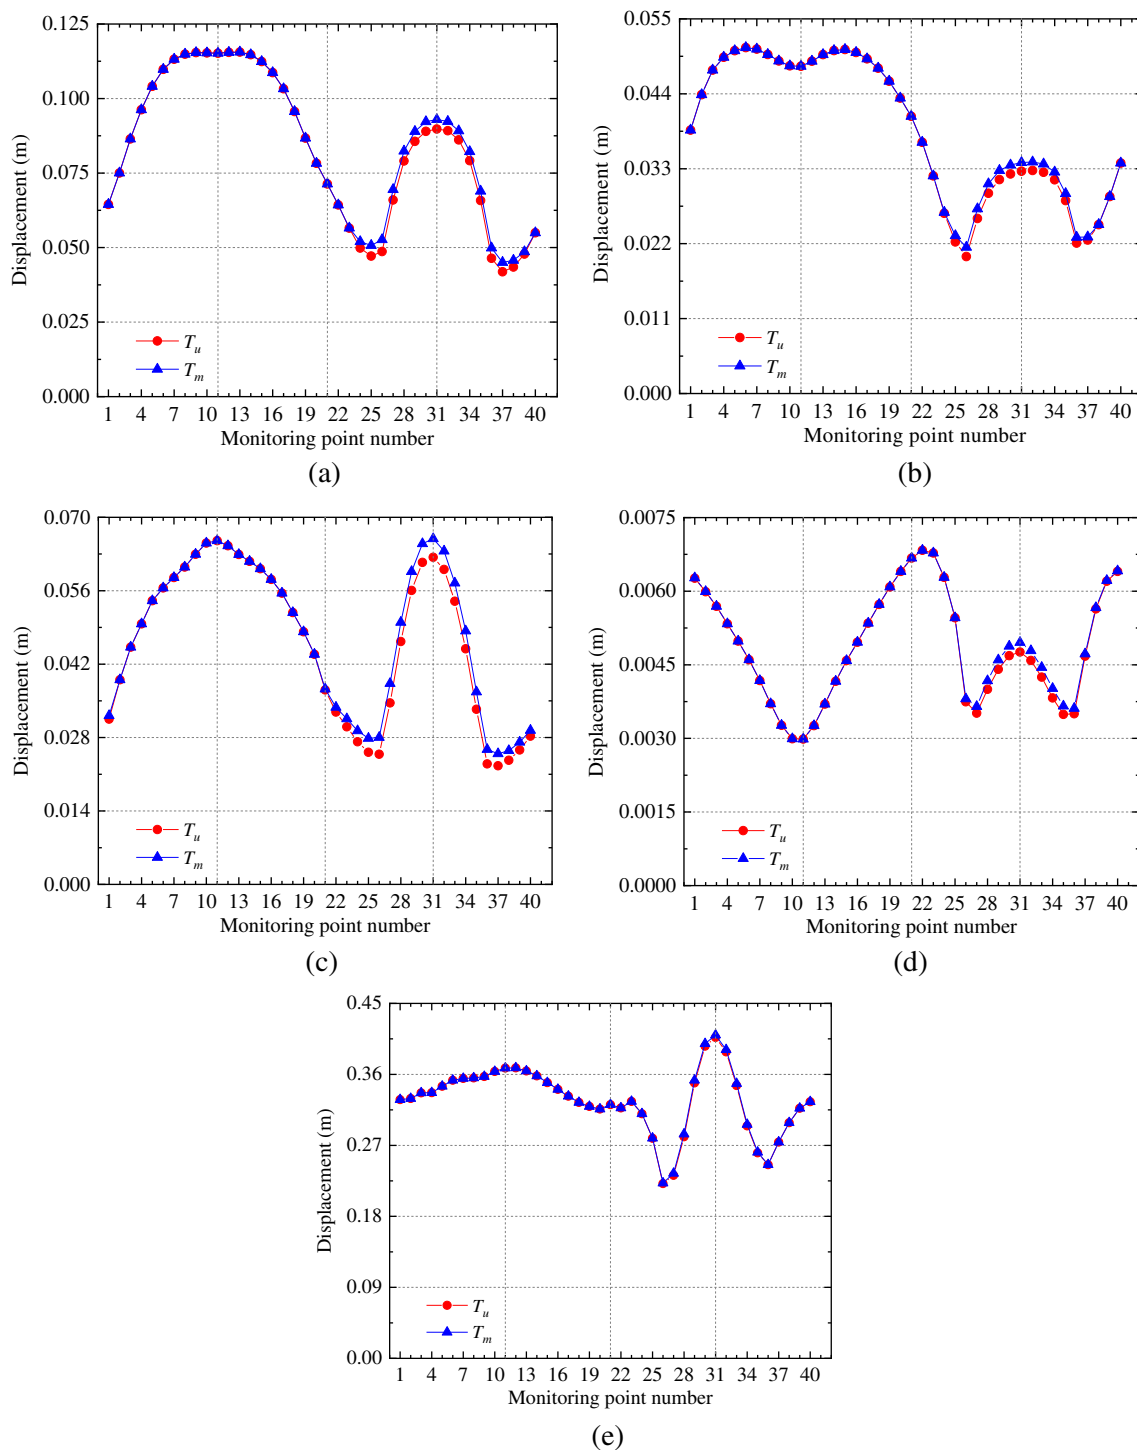 0.125
0.100
0.075
0.050
0.025
0.000
Displacement (m)
T_u
T_m
1 4 7 10 13 16 19 22 25 28 31 34 37 40
Monitoring point number
(a)
0.055
0.044
0.033
0.022
0.011
0.000
Displacement (m)
T_u
T_m
1 4 7 10 13 16 19 22 25 28 31 34 37 40
Monitoring point number
(b)
0.070
0.056
0.042
0.028
0.014
0.000
Displacement (m)
T_u
T_m
1 4 7 10 13 16 19 22 25 28 31 34 37 40
Monitoring point number
(c)
0.0075
0.0060
0.0045
0.0030
0.0015
0.0000
Displacement (m)
T_u
T_m
1 4 7 10 13 16 19 22 25 28 31 34 37 40
Monitoring point number
(d)
0.45
0.36
0.27
0.18
0.09
0.00
Displacement (m)
T_u
T_m
1 4 7 10 13 16 19 22 25 28 31 34 37 40
Monitoring point number
(e)